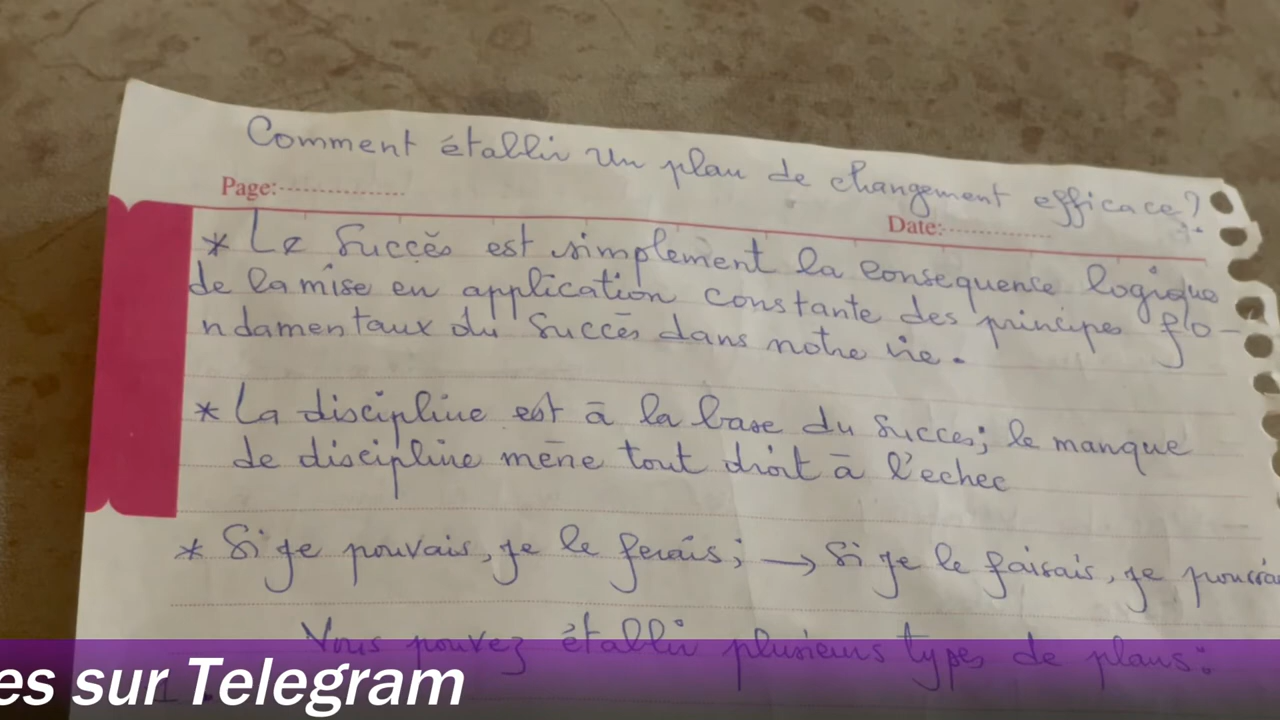 Comment établir un plan de changement efficace?
Page:
Date:
* Le Succès est simplement la consequence logique
de la mise en application constante des principes fo-
ndamentaux du Succès dans notre vie.
* La discipline est à la base du Succes; le manque
de discipline mène tout droit à l'echec
* Si je pouvais, je le ferais; → Si je le faisais, je pourrai
Vous pouvez établir plusieurs types de plans:
es sur Telegram